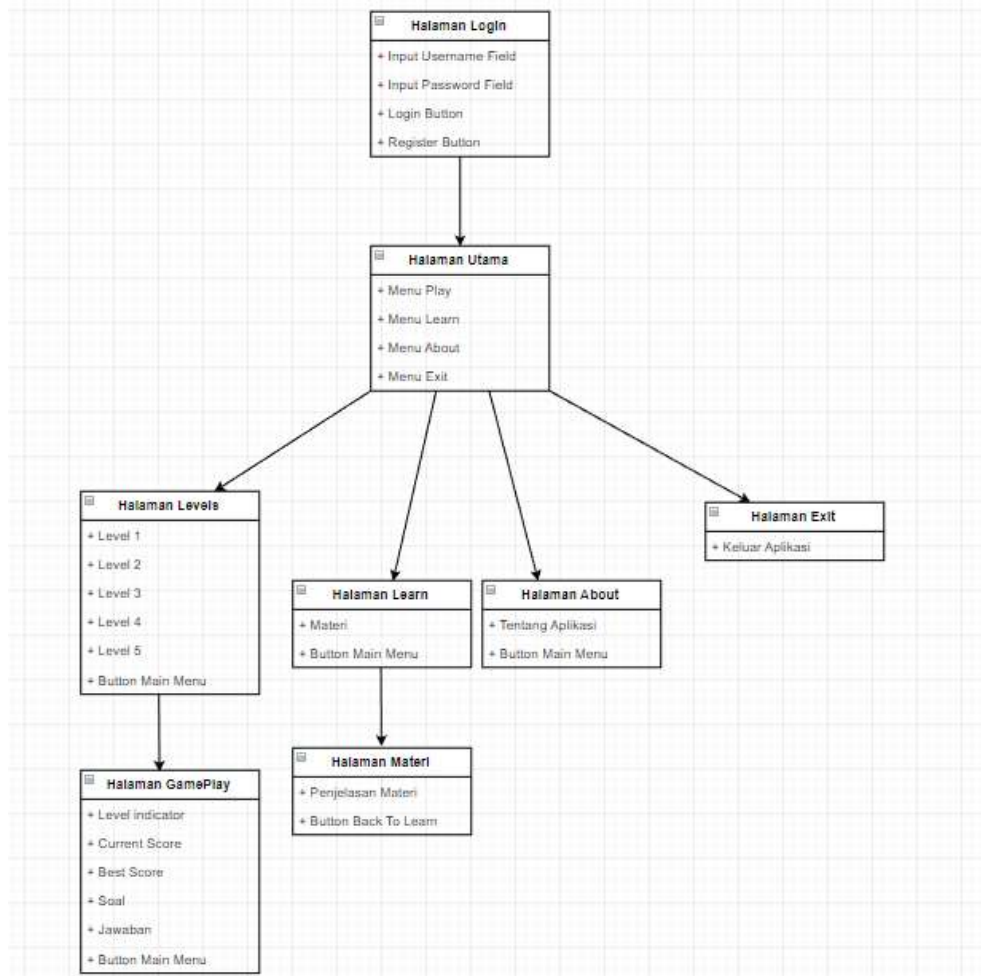 Halaman Login
+ Input Username Field
+ Input Password Field
+ Login Button
+ Register Button
Halaman Utama
+ Menu Play
+ Menu Learn
+ Menu About
+ Menu Exit
Halaman Levels
+ Level 1
+ Level 2
+ Level 3
+ Level 4
+ Level 5
+ Button Main Menu
Halaman Learn
+ Materi
+ Button Main Menu
Halaman About
+ Tentang Aplikasi
+ Button Main Menu
Halaman Exit
+ Keluar Aplikasi
Halaman GamePlay
+ Level indicator
+ Current Score
+ Best Score
+ Soal
+ Jawaban
+ Button Main Menu
Halaman Materi
+ Penjelasan Materi
+ Button Back To Learn